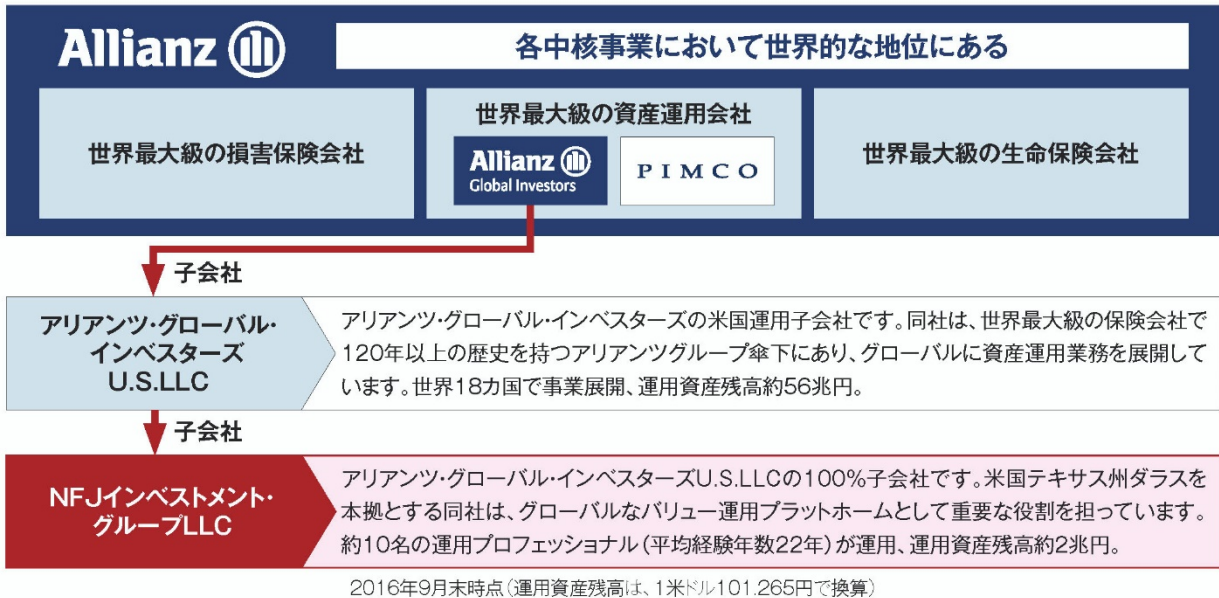 Allianz
各中核事業において世界的な地位にある
世界最大級の損害保険会社
世界最大級の資産運用会社
Allianz
Global Investors
PIMCO
世界最大級の生命保険会社
子会社
アリアンツ・グローバル・
インベスターズ
U.S.LLC
アリアンツ・グローバル・インベスターズの米国運用子会社です。同社は、世界最大級の保険会社で
120年以上の歴史を持つアリアンツグループ傘下にあり、グローバルに資産運用業務を展開して
います。世界18カ国で事業展開、運用資産残高約56兆円。
子会社
NFJインベストメント・
グループLLC
アリアンツ・グローバル・インベスターズU.S.LLCの100%子会社です。米国テキサス州ダラスを
本拠とする同社は、グローバルなバリュー運用プラットホームとして重要な役割を担っています。
約10名の運用プロフェッショナル(平均経験年数22年)が運用、運用資産残高約2兆円。
2016年9月末時点(運用資産残高は、1米ドル101.265円で換算)